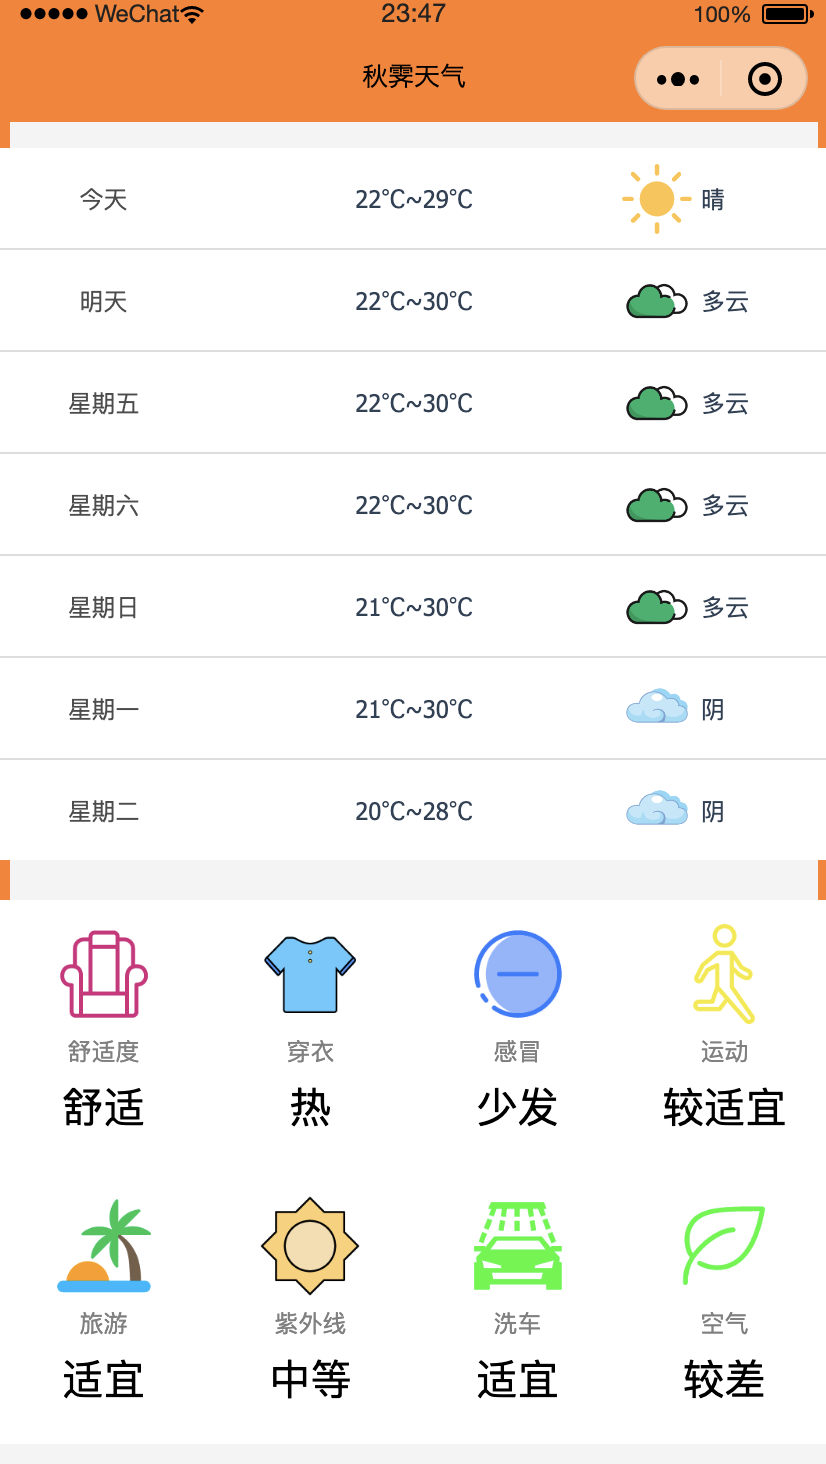 WeChat 23:47 100%
秋霁天气
今天 22°C~29°C 晴
明天 22°C~30°C 多云
星期五 22°C~30°C 多云
星期六 22°C~30°C 多云
星期日 21°C~30°C 多云
星期一 21°C~30°C 阴
星期二 20°C~28°C 阴
舒适度 穿衣 感冒 运动
舒适 热 少发 较适宜
旅游 紫外线 洗车 空气
适宜 中等 适宜 较差